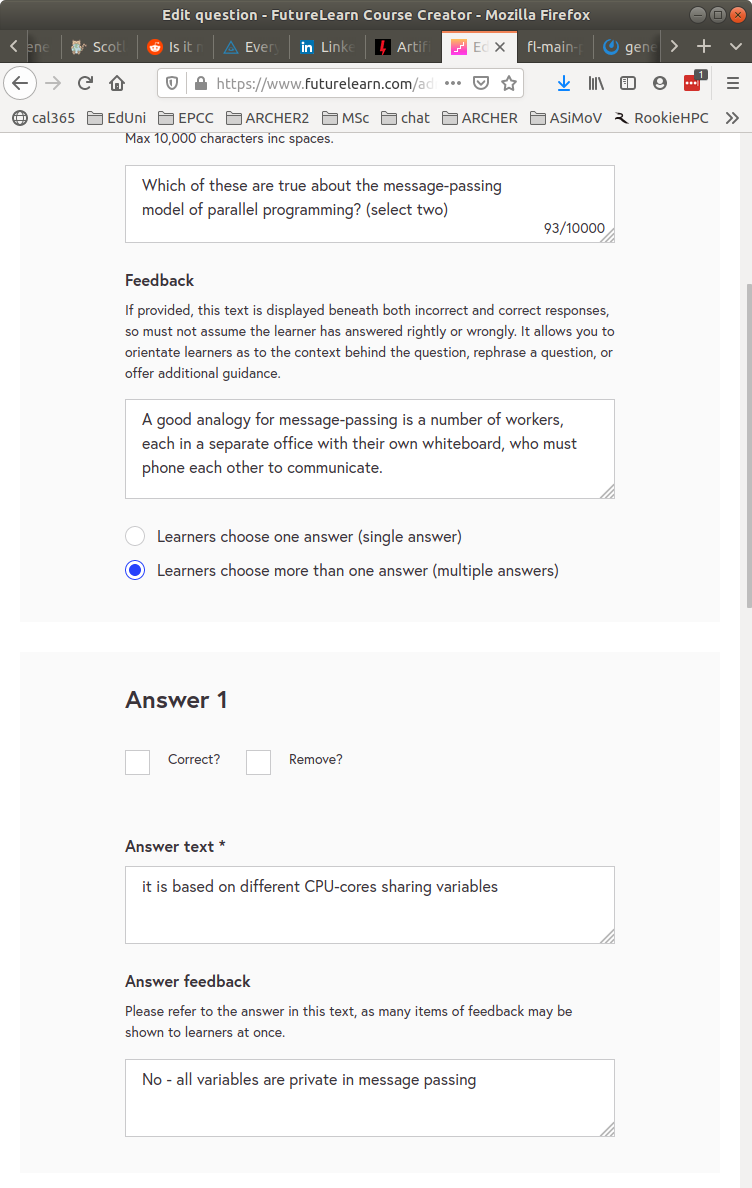 Edit question - FutureLearn Course Creator - Mozilla Firefox
ene Scot Is it Every Linke Artifi Ed fl-main- gene
https://www.futurelearn.com/ad
1
cal365 EdUni EPCC ARCHER2 MSc chat ARCHER ASiMoV RookieHPC
Max 10,000 characters inc spaces.
Which of these are true about the message-passing
model of parallel programming? (select two)
93/10000
Feedback
If provided, this text is displayed beneath both incorrect and correct responses,
so must not assume the learner has answered rightly or wrongly. It allows you to
orientate learners as to the context behind the question, rephrase a question, or
offer additional guidance.
A good analogy for message-passing is a number of workers,
each in a separate office with their own whiteboard, who must
phone each other to communicate.
Learners choose one answer (single answer)
Learners choose more than one answer (multiple answers)
Answer 1
Correct? Remove?
Answer text *
it is based on different CPU-cores sharing variables
Answer feedback
Please refer to the answer in this text, as many items of feedback may be
shown to learners at once.
No - all variables are private in message passing